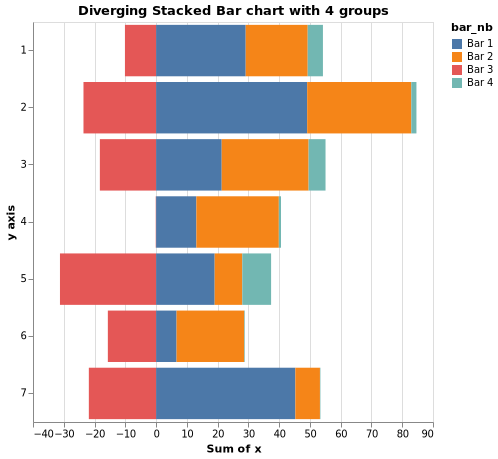 Diverging Stacked Bar chart with 4 groups
bar_nb
Bar 1
Bar 2
Bar 3
Bar 4
y axis
1
2
3
4
5
6
7
−40 −30 −20 −10 0 10 20 30 40 50 60 70 80 90
Sum of x